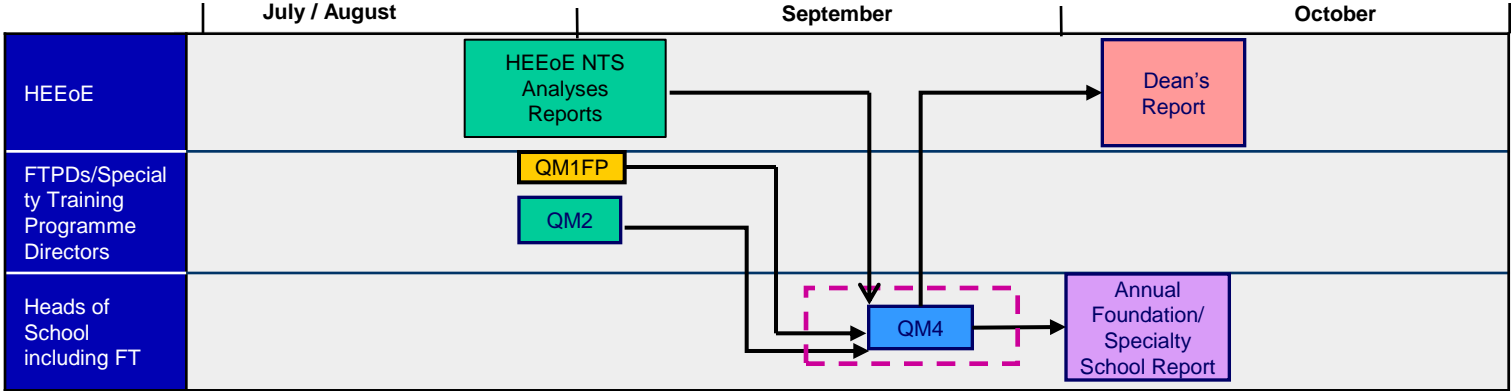 July / August
September
October
HEEoE
HEEoE NTS
Analyses
Reports
Dean’s
Report
FTPDs/Special
ty Training
Programme
Directors
QM1FP
QM2
Heads of
School
including FT
QM4
Annual
Foundation/
Specialty
School Report